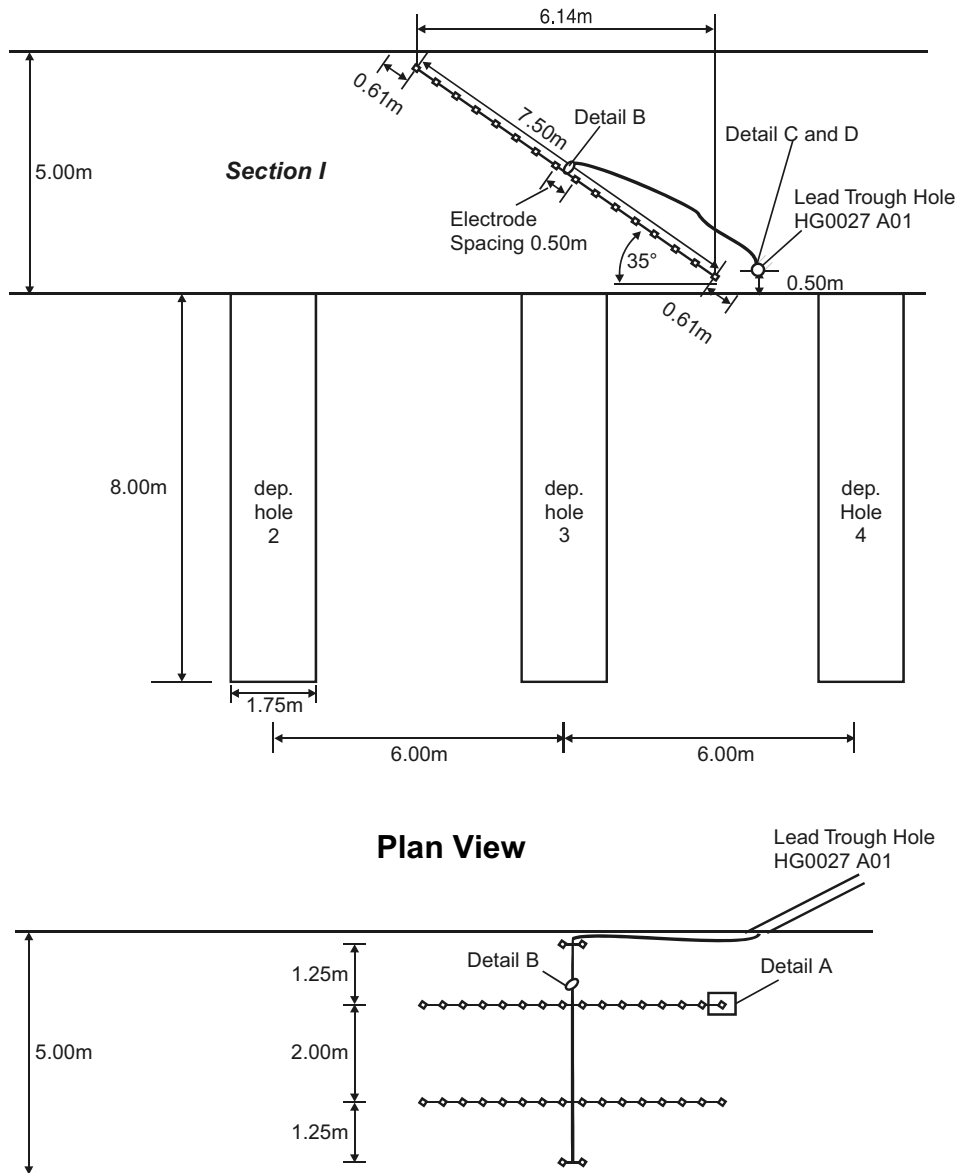 6.14m
0.61m
7.50m
Detail B
Detail C and D
5.00m
Section I
Lead Trough Hole
HG0027 A01
Electrode
Spacing 0.50m
35°
0.50m
0.61m
8.00m
dep.
hole
2
dep.
hole
3
dep.
Hole
4
1.75m
6.00m
6.00m
Plan View
Lead Trough Hole
HG0027 A01
1.25m
Detail B
Detail A
5.00m
2.00m
1.25m